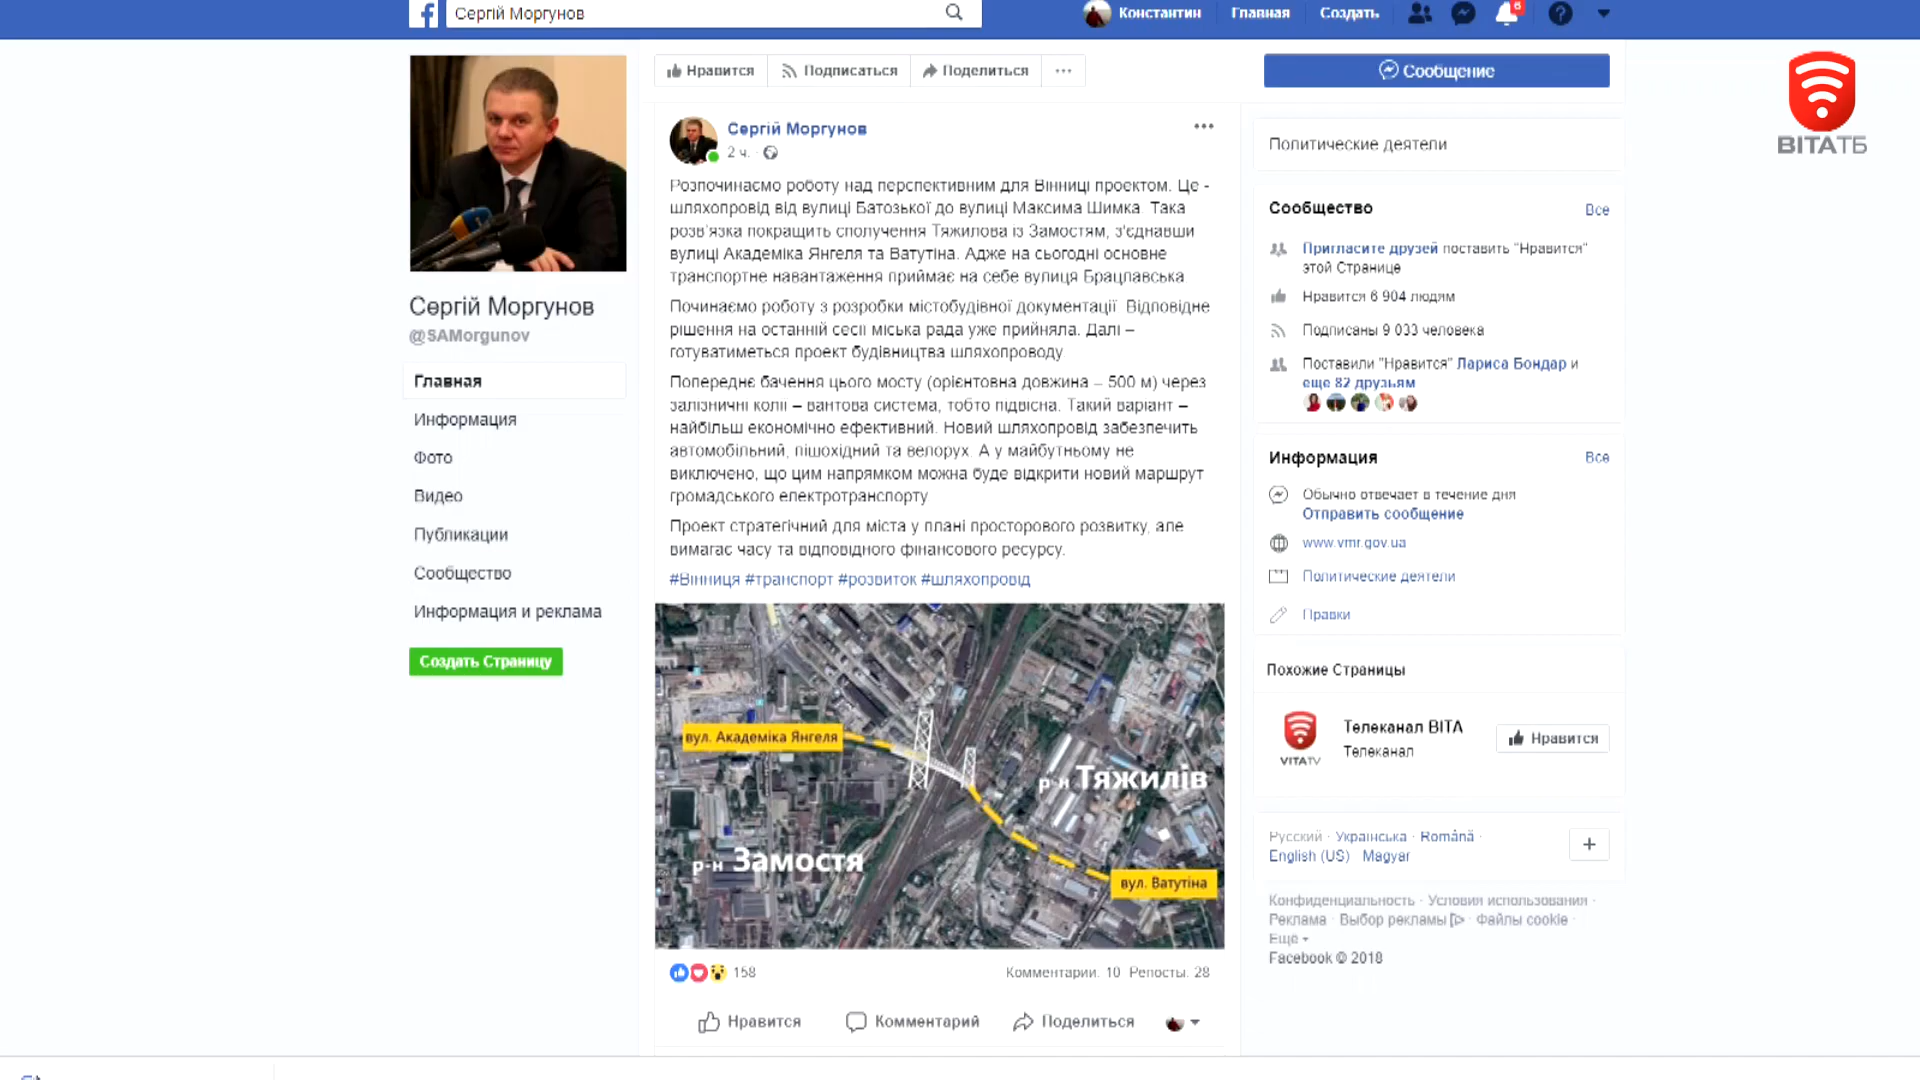 Сергій Моргунов
Константин
Главная
Создать
6
Нравится
Подписаться
Поделиться
Сообщение
ВІТАТБ
Сергій Моргунов
@SAMorgunov
Главная
Информация
Фото
Видео
Публикации
Сообщество
Информация и реклама
Создать Страницу
Сергій Моргунов
2 ч.
Розпочинаємо роботу над перспективним для Вінниці проектом. Це -
шляхопровід від вулиці Батозької до вулиці Максима Шимка. Така
розв'язка покращить сполучення Тяжилова із Замостям, з'єднавши
вулиці Академіка Янгеля та Ватутіна. Адже на сьогодні основне
транспортне навантаження приймає на себе вулиця Брацлавська
Починаємо роботу з розробки містобудівної документації Відповідне
рішення на останній сесії міська рада уже прийняла. Далі –
готуватиметься проект будівництва шляхопроводу
Попереднє бачення цього мосту (орієнтовна довжина – 500 м) через
залізничні колії – вантова система, тобто підвісна. Такий варіант –
найбільш економічно ефективний. Новий шляхопровід забезпечить
автомобільний, пішохідний та велорух. А у майбутньому не
виключено, що цим напрямком можна буде відкрити новий маршрут
громадського електротранспорту
Проект стратегічний для міста у плані просторового розвитку, але
вимагає часу та відповідного фінансового ресурсу.
#Вінниця #транспорт #розвиток #шляхопровід
вул. Академіка Янгеля
р-н Тяжилів
р-н Замостя
вул. Ватутіна
158
Комментарии: 10 Репосты: 28
Нравится
Комментарий
Поделиться
Политические деятели
Сообщество
Все
Пригласите друзей поставить "Нравится"
этой Странице
Нравится 6 904 людям
Подписаны 9 033 человека
Поставили "Нравится" Лариса Бондар и
еще 82 друзьям
Информация
Все
Обычно отвечает в течение дня
Отправить сообщение
www.vmr.gov.ua
Политические деятели
Правки
Похожие Страницы
VITATV
Телеканал ВІТА
Телеканал
Нравится
Русский · Українська · Română ·
English (US) · Magyar
Конфиденциальность · Условия использования ·
Реклама · Выбор рекламы · Файлы cookie ·
Ещё
Facebook © 2018